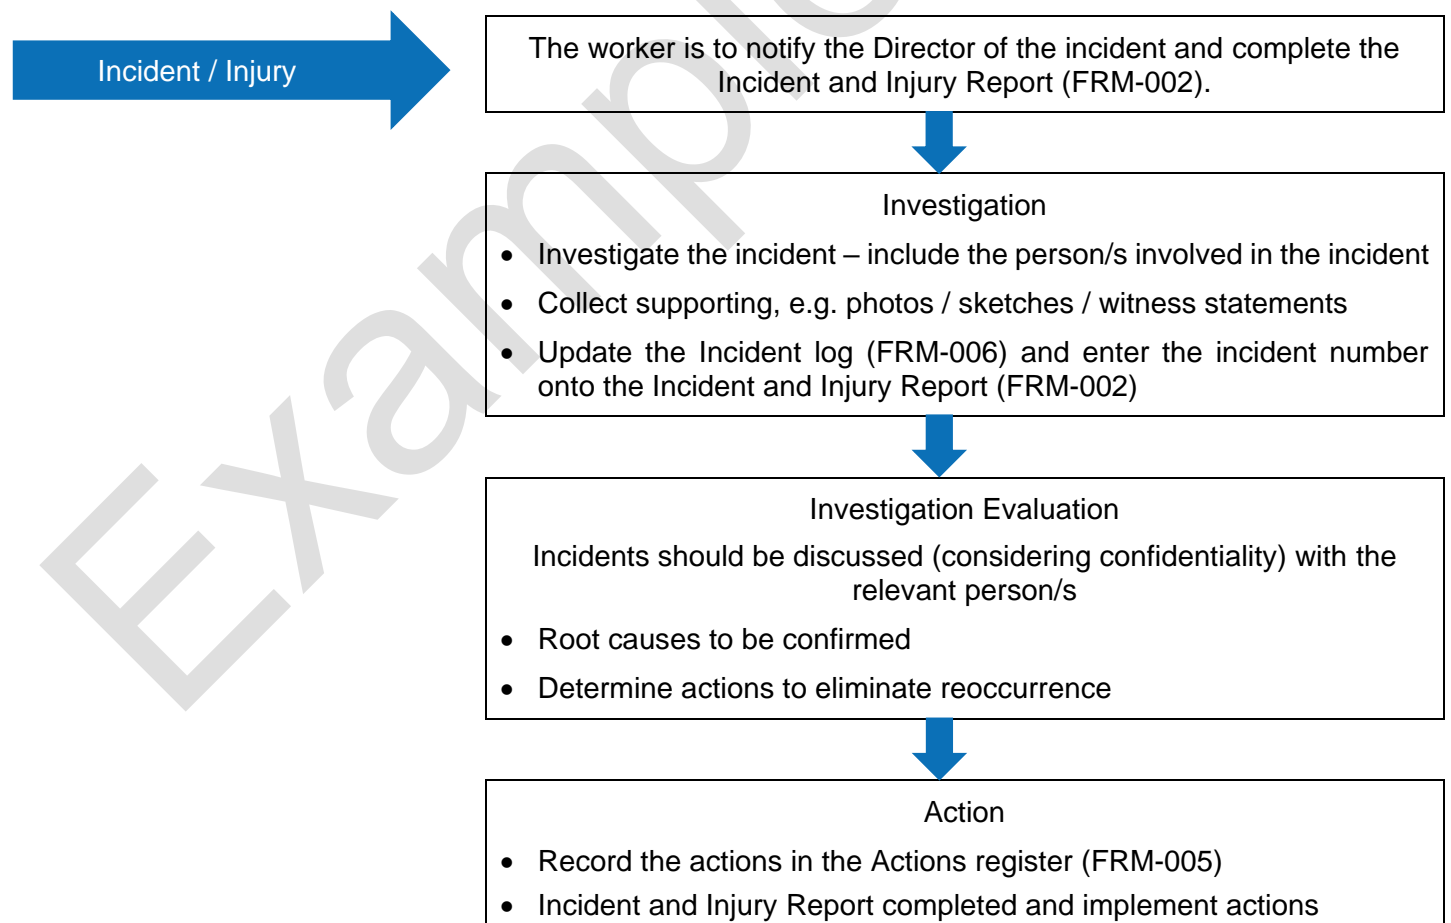 Incident / Injury
The worker is to notify the Director of the incident and complete the
Incident and Injury Report (FRM-002).
Investigation
• Investigate the incident – include the person/s involved in the incident
• Collect supporting, e.g. photos / sketches / witness statements
• Update the Incident log (FRM-006) and enter the incident number
onto the Incident and Injury Report (FRM-002)
Investigation Evaluation
Incidents should be discussed (considering confidentiality) with the
relevant person/s
• Root causes to be confirmed
• Determine actions to eliminate reoccurrence
Action
• Record the actions in the Actions register (FRM-005)
• Incident and Injury Report completed and implement actions
Example